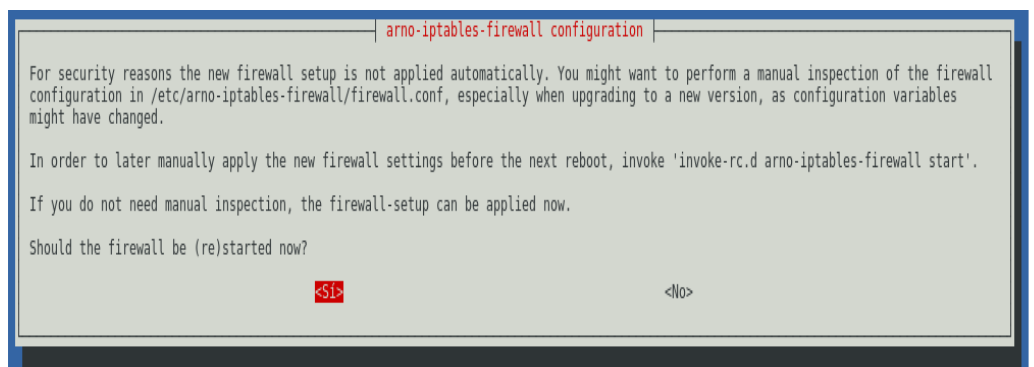 arno-iptables-firewall configuration
For security reasons the new firewall setup is not applied automatically. You might want to perform a manual inspection of the firewall
configuration in /etc/arno-iptables-firewall/firewall.conf, especially when upgrading to a new version, as configuration variables
might have changed.
In order to later manually apply the new firewall settings before the next reboot, invoke 'invoke-rc.d arno-iptables-firewall start'.
If you do not need manual inspection, the firewall-setup can be applied now.
Should the firewall be (re)started now?
<Sí> <No>